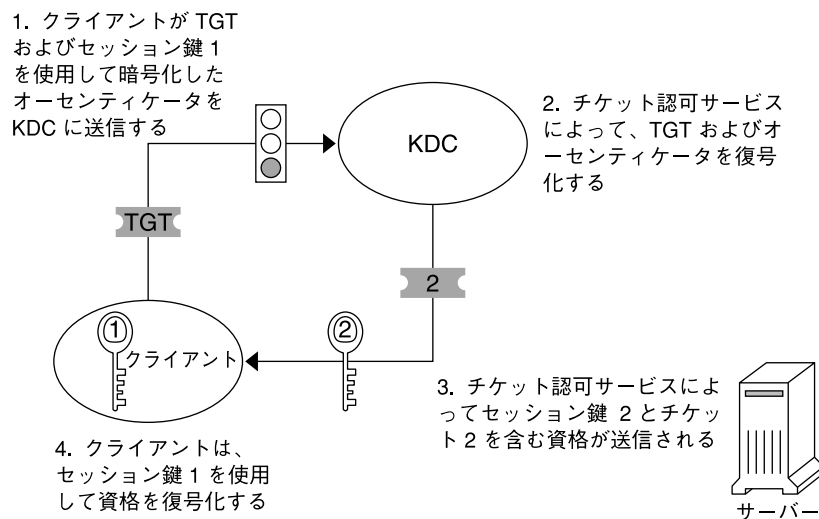 1. クライアントが TGT
およびセッション鍵 1
を使用して暗号化した
オーセンティケータを
KDC に送信する
KDC
2. チケット認可サービス
によって、TGT およびオ
ーセンティケータを復号
化する
TGT
2
1
クライアント
2
3. チケット認可サービスによ
ってセッション鍵 2 とチケッ
ト 2 を含む資格が送信される
4. クライアントは、
セッション鍵 1 を使用
して資格を復号化する
サーバー